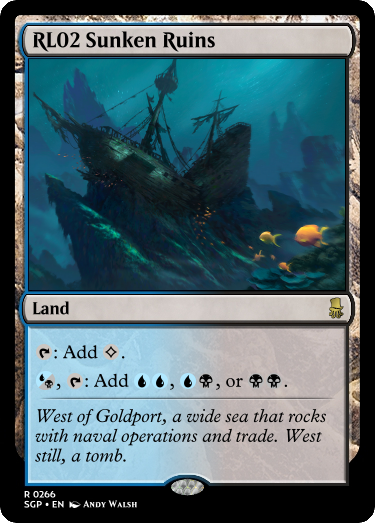 RL02 Sunken Ruins
Land
: Add .
, : Add , , or .
West of Goldport, a wide sea that rocks
with naval operations and trade. West
still, a tomb.
R 0266
SGP • EN Andy Walsh